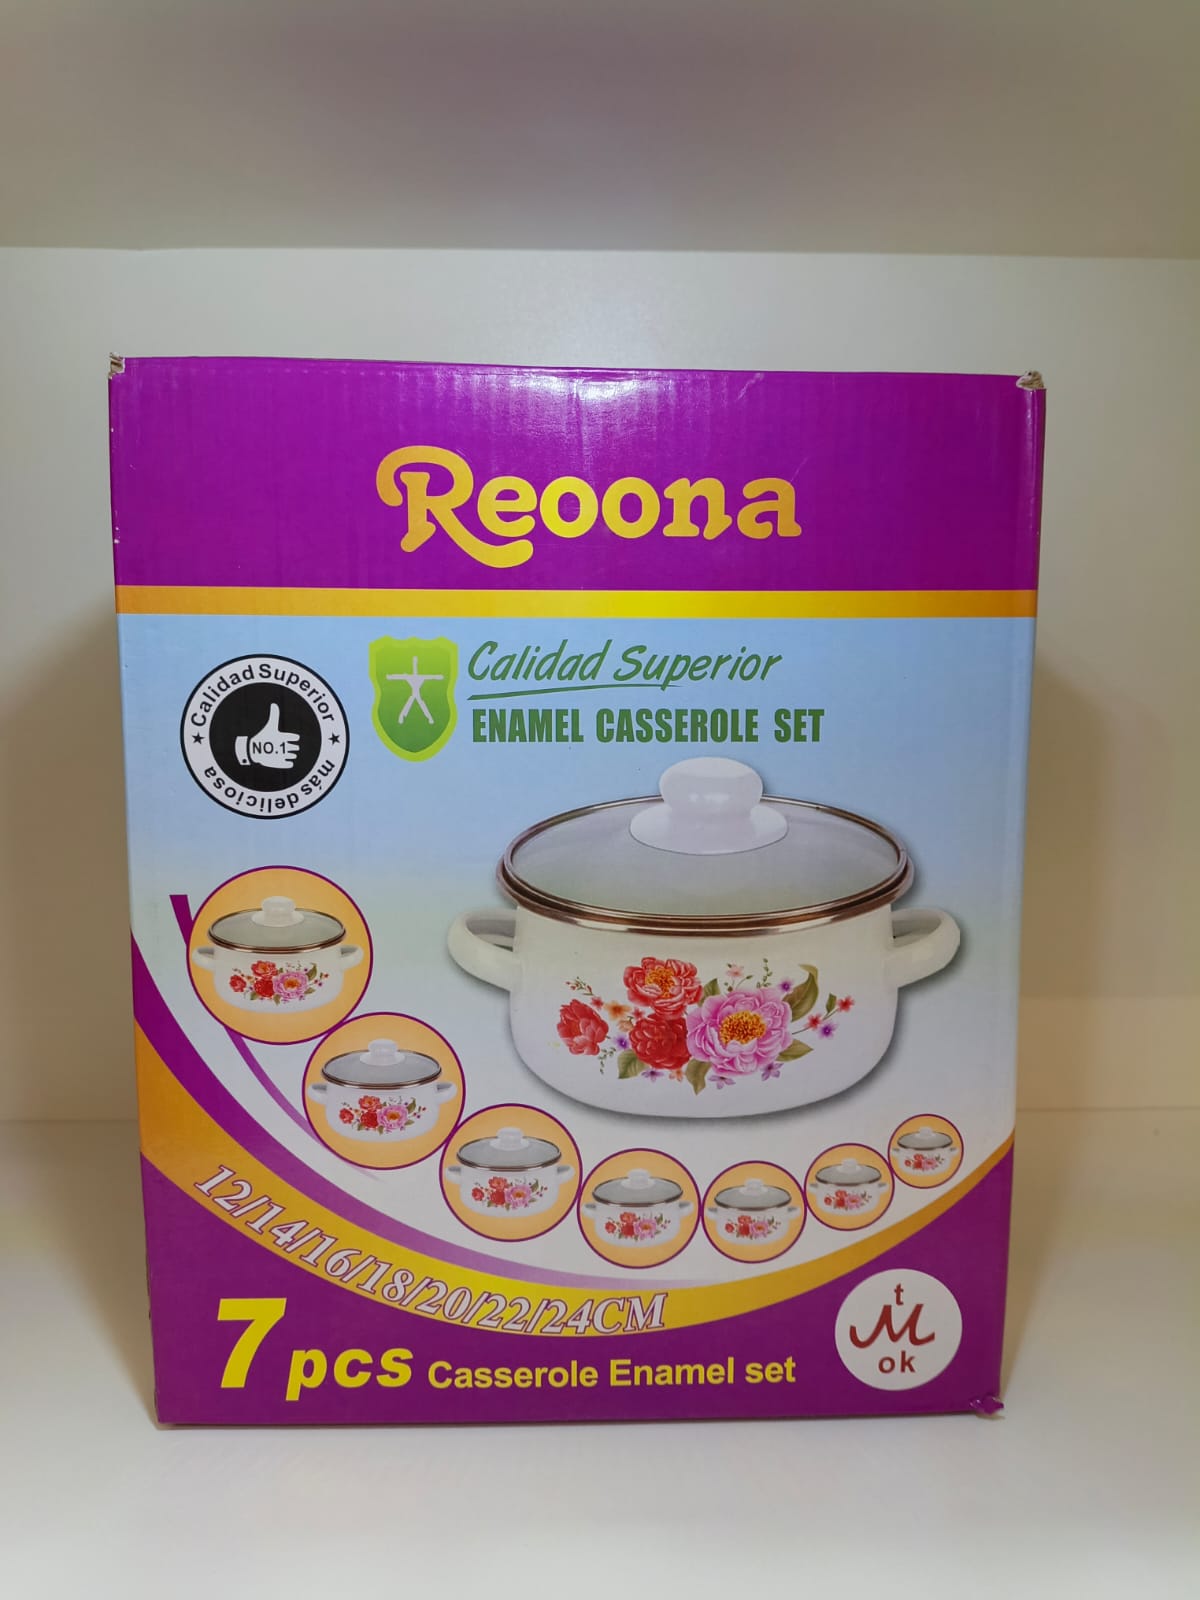 Reoona
Calidad Superior
ENAMEL CASSEROLE SET
Calidad Superior
NO.1
más deliciosa
12/14/16/18/20/22/24CM
7 pcs Casserole Enamel set
t
M
ok